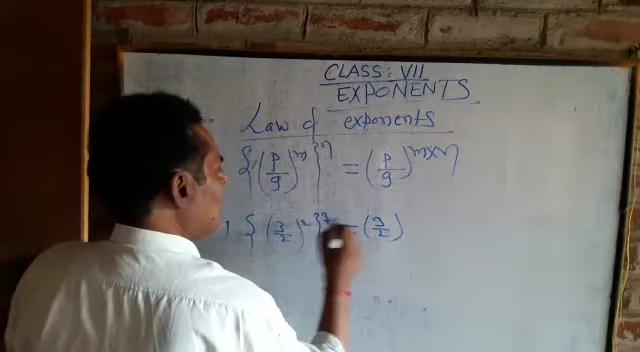 CLASS: VII
EXPONENTS
Law of exponents
{(p/q)^m}^n = (p/q)^m×n
1 {(3/2)^2}^3 = (3/2)